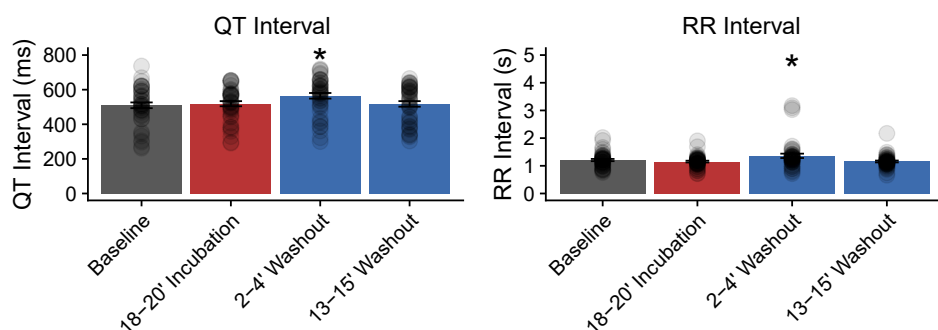 QT Interval
QT Interval (ms)
800
600
400
200
0
*
Baseline
18−20' Incubation
2−4' Washout
13−15' Washout
RR Interval
RR Interval (s)
5
4
3
2
1
0
*
Baseline
18−20' Incubation
2−4' Washout
13−15' Washout